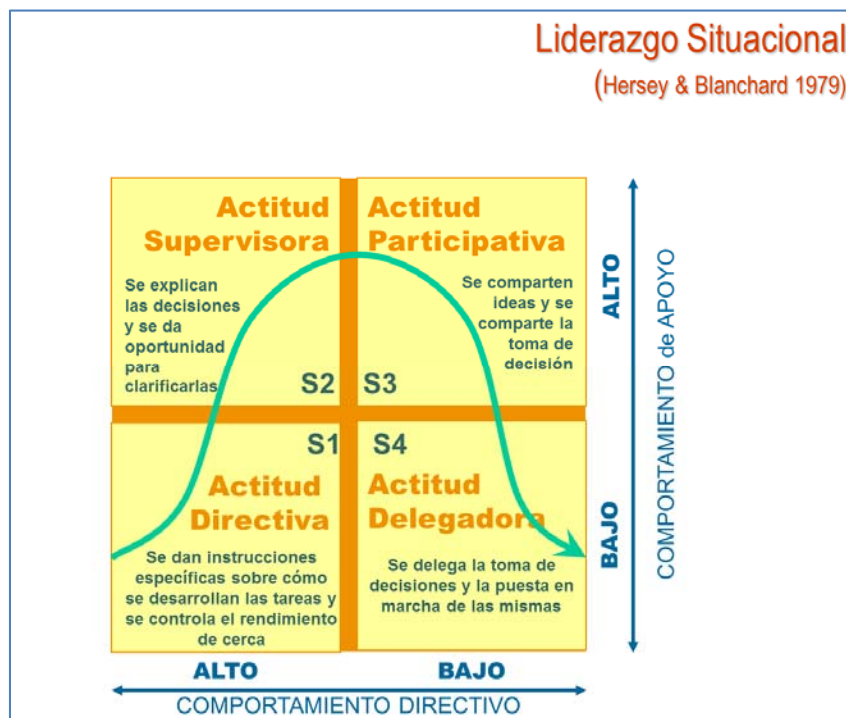 Liderazgo Situacional
(Hersey & Blanchard 1979)
Actitud
Supervisora
Se explican
las decisiones
y se da
oportunidad
para
clarificarlas
S2
Actitud
Participativa
Se comparten
ideas y se
comparte la
toma de
decisión
S3
S1
Actitud
Directiva
Se dan instrucciones
específicas sobre cómo
se desarrollan las tareas y
se controla el rendimiento
de cerca
S4
Actitud
Delegadora
Se delega la toma de
decisiones y la puesta en
marcha de las mismas
ALTO
BAJO
COMPORTAMIENTO de APOYO
ALTO
BAJO
COMPORTAMIENTO DIRECTIVO